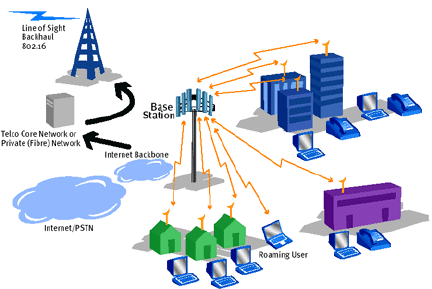 Line of Sight
Backhaul
802.16
Base
Station
Telco Core Network or
Private (Fibre) Network
Internet Backbone
Internet/PSTN
Roaming User